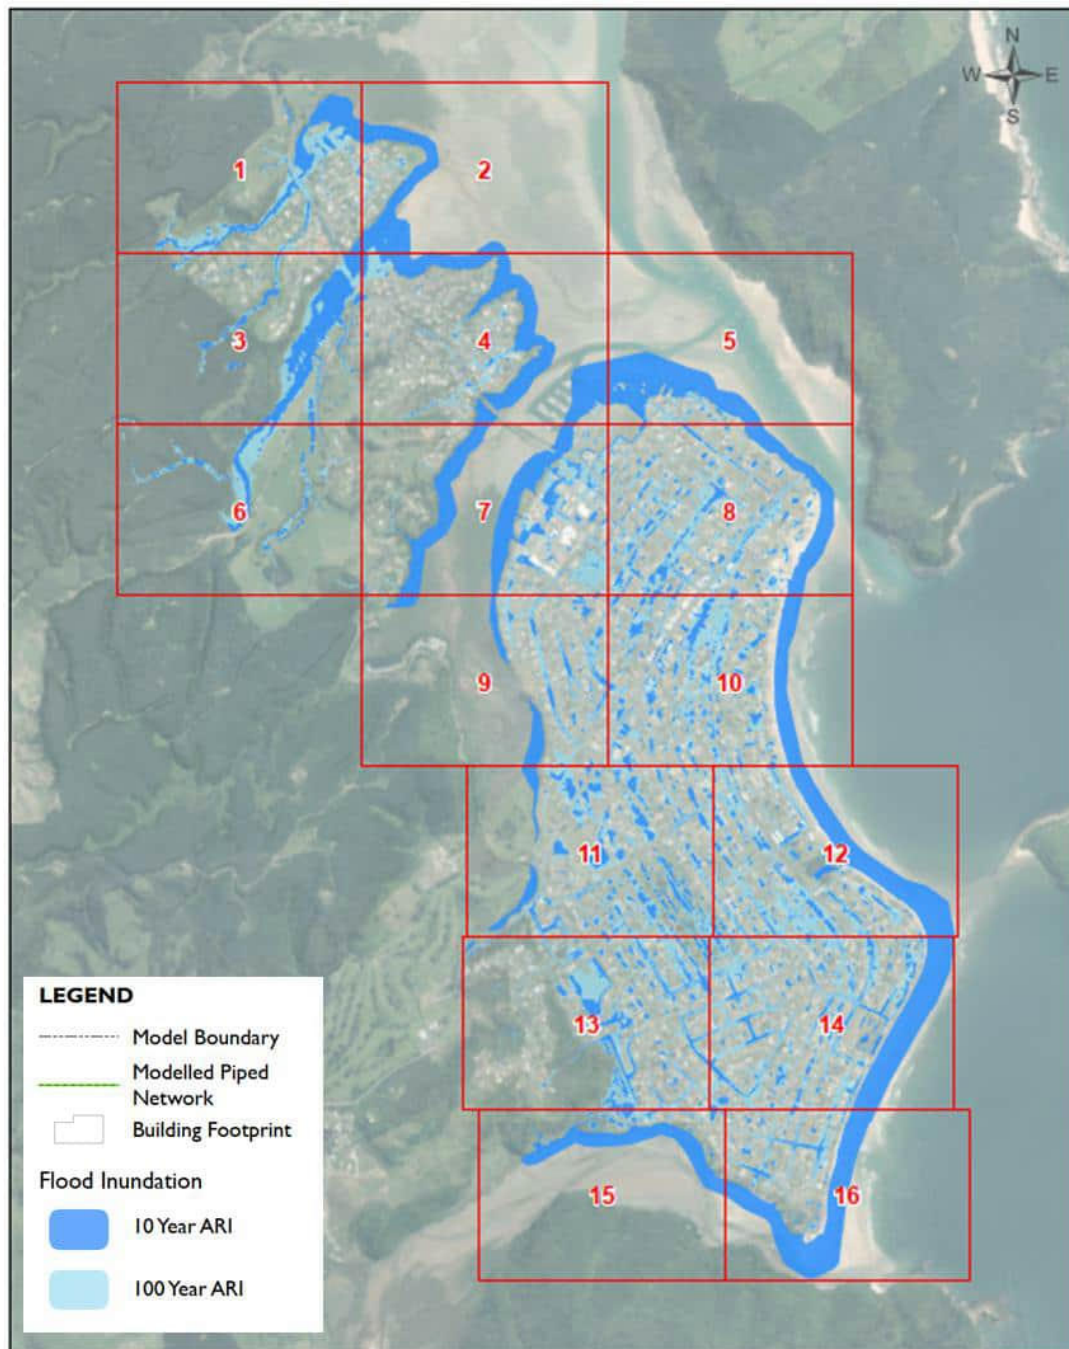 N
W E
S
1
2
3
4
5
6
7
8
9
10
11
12
13
14
15
16
LEGEND
Model Boundary
Modelled Piped
Network
Building Footprint
Flood Inundation
10 Year ARI
100 Year ARI